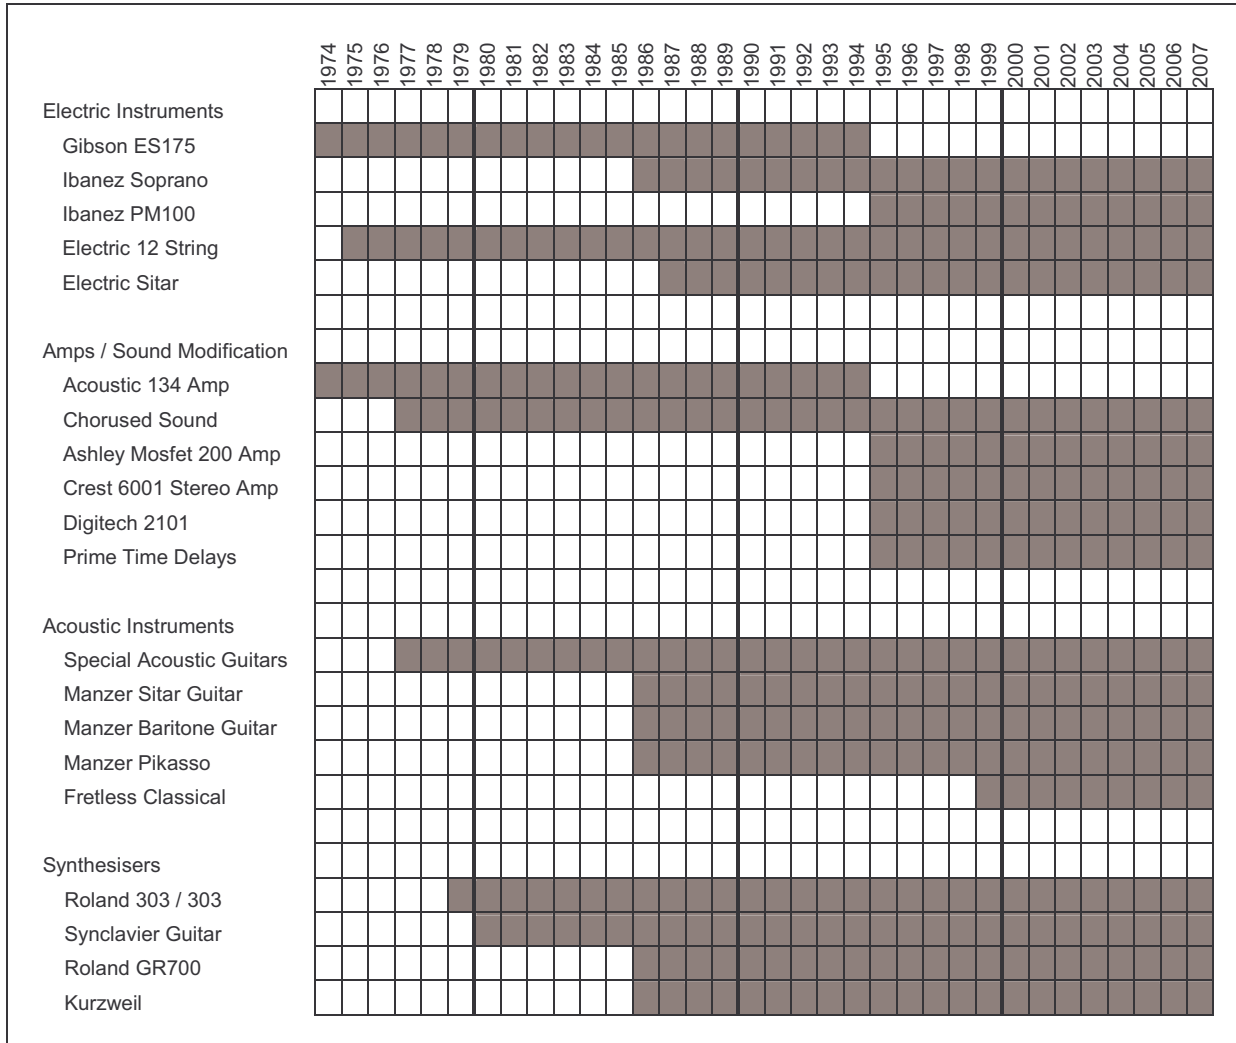 1974 1975 1976 1977 1978 1979 1980 1981 1982 1983 1984 1985 1986 1987 1988 1989 1990 1991 1992 1993 1994 1995 1996 1997 1998 1999 2000 2001 2002 2003 2004 2005 2006 2007
Electric Instruments
Gibson ES175
Ibanez Soprano
Ibanez PM100
Electric 12 String
Electric Sitar
Amps / Sound Modification
Acoustic 134 Amp
Chorused Sound
Ashley Mosfet 200 Amp
Crest 6001 Stereo Amp
Digitech 2101
Prime Time Delays
Acoustic Instruments
Special Acoustic Guitars
Manzer Sitar Guitar
Manzer Baritone Guitar
Manzer Pikasso
Fretless Classical
Synthesisers
Roland 303 / 303
Synclavier Guitar
Roland GR700
Kurzweil